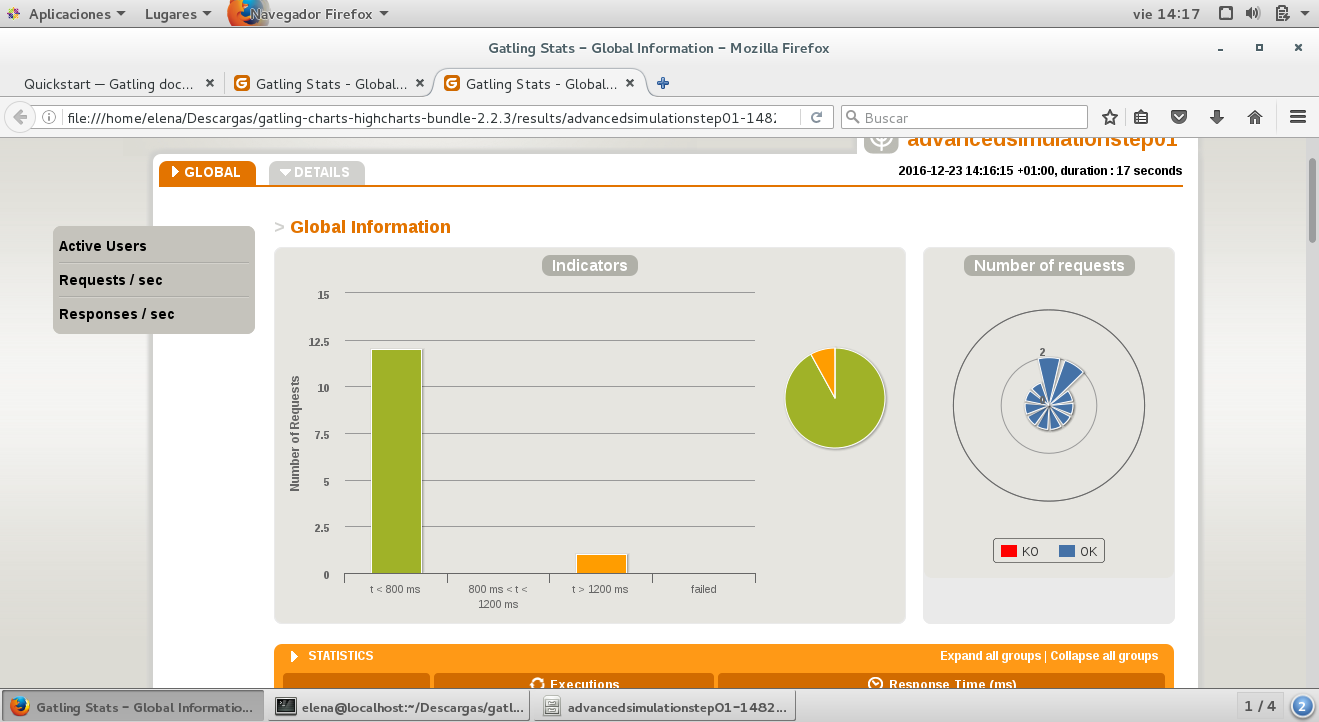 Aplicaciones Lugares Navegador Firefox vie 14:17
Gatling Stats - Global Information - Mozilla Firefox
Quickstart — Gatling doc... Gatling Stats - Global... Gatling Stats - Global...
file:///home/elena/Descargas/gatling-charts-highcharts-bundle-2.2.3/results/advancedsimulationstep01-1482 Buscar
advancedsimulationstep01
GLOBAL DETAILS
2016-12-23 14:16:15 +01:00, duration : 17 seconds
> Global Information
Active Users
Requests / sec
Responses / sec
Indicators
Number of Requests
15
12.5
10
7.5
5
2.5
0
t < 800 ms
800 ms < t <
1200 ms
t > 1200 ms
failed
Number of requests
2
0
KO OK
STATISTICS Expand all groups | Collapse all groups
Executions Response Time (ms)
Gatling Stats - Global Informatio... elena@localhost:~/Descargas/gatl... advancedsimulationstep01-1482... 1 / 4 2